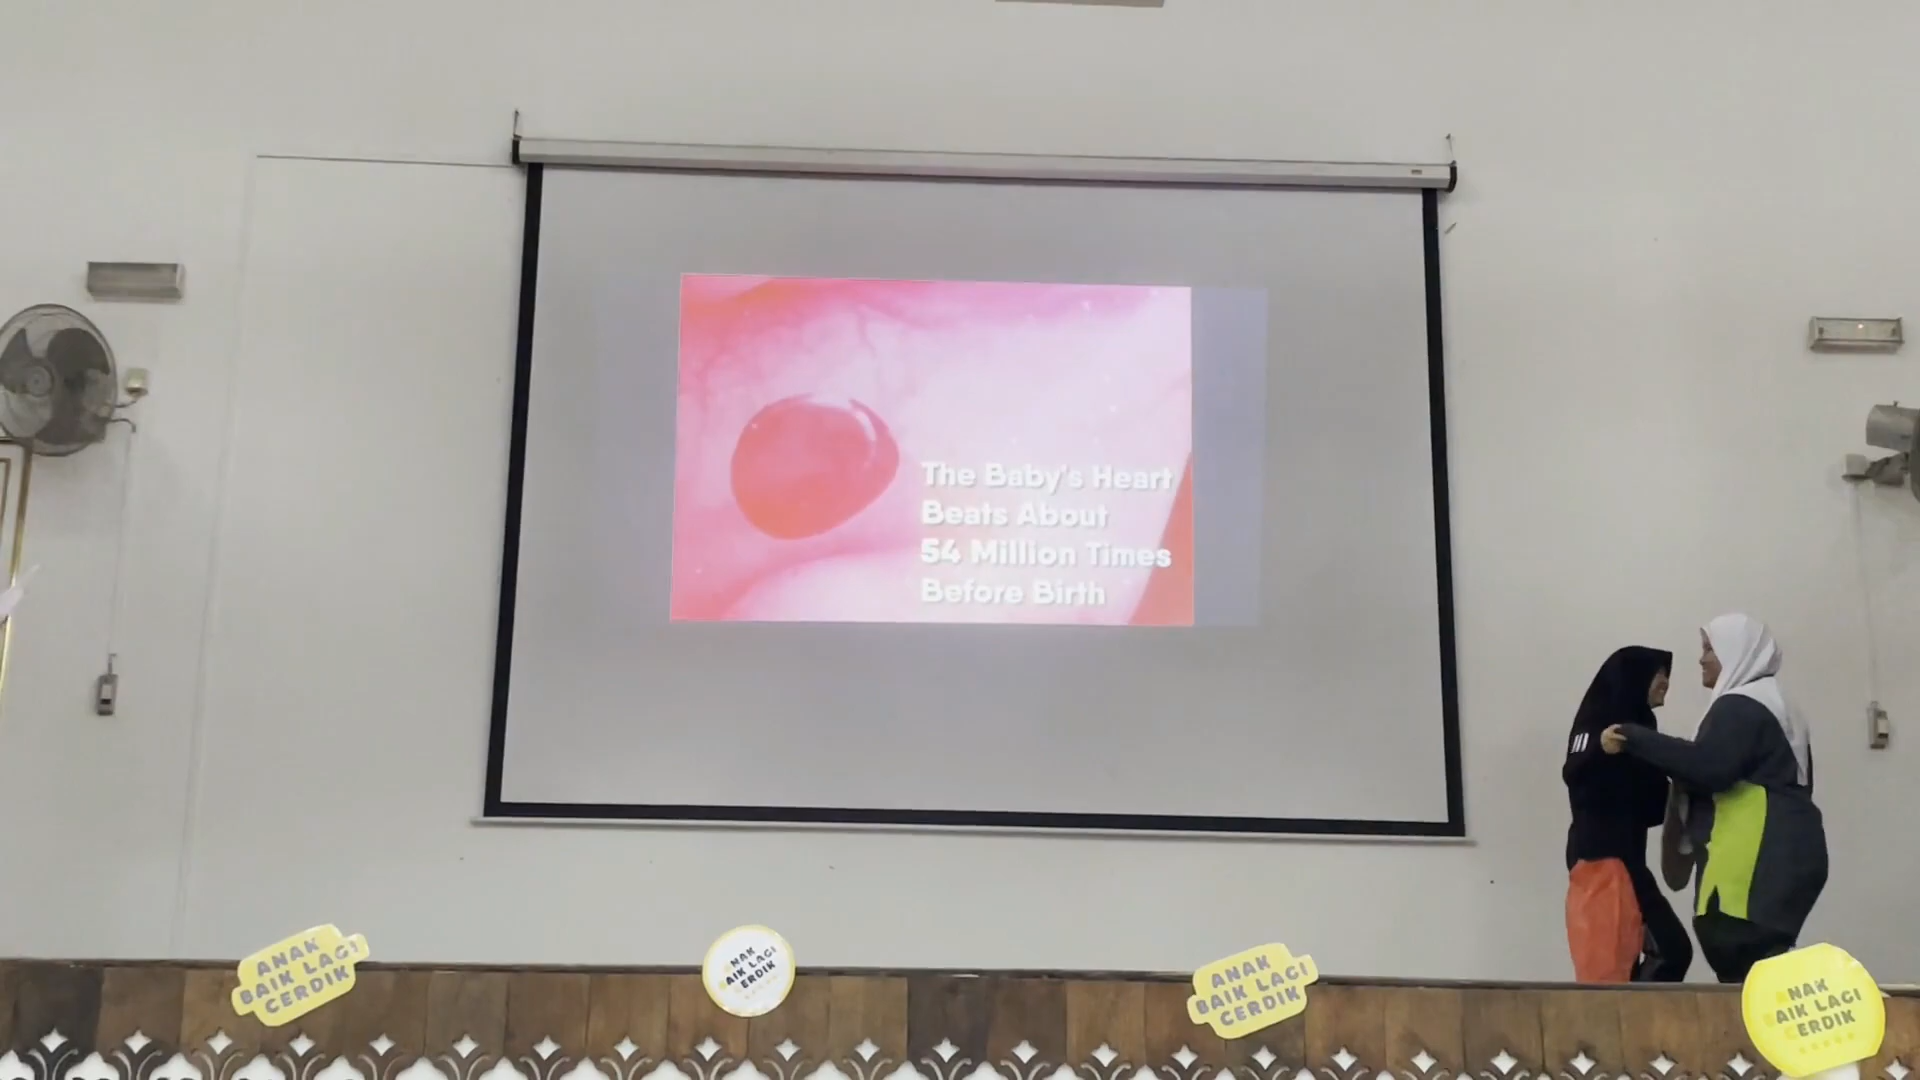 The Baby's Heart
Beats About
54 Million Times
Before Birth
ANAK
BAIK LAGI
CERDIK
ANAK
BAIK LAGI
CERDIK
ANAK
BAIK LAGI
CERDIK
ANAK
BAIK LAGI
CERDIK